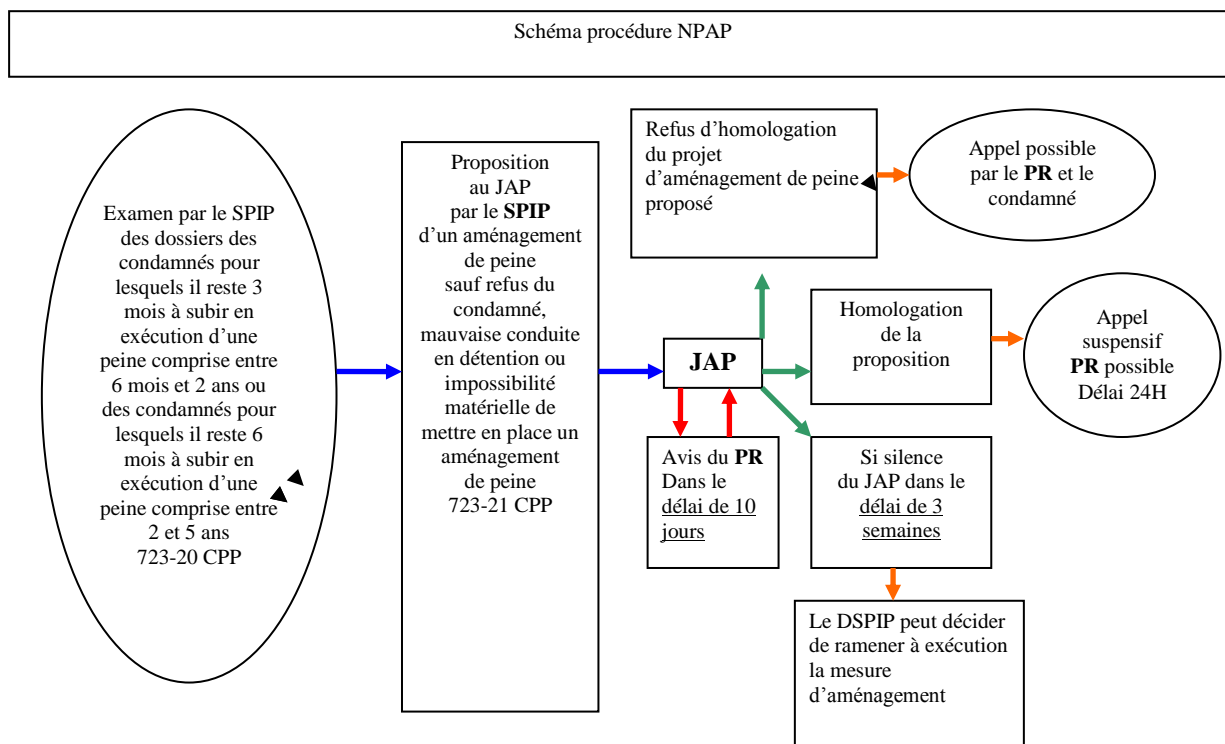 Schéma procédure NPAP
Examen par le SPIP
des dossiers des
condamnés pour
lesquels il reste 3
mois à subir en
exécution d’une
peine comprise entre
6 mois et 2 ans ou
des condamnés pour
lesquels il reste 6
mois à subir en
exécution d’une
peine comprise entre
2 et 5 ans
723-20 CPP
Proposition
au JAP
par le SPIP
d’un aménagement
de peine
sauf refus du
condamné,
mauvaise conduite
en détention ou
impossibilité
matérielle de
mettre en place un
aménagement
de peine
723-21 CPP
JAP
Refus d’homologation
du projet
d’aménagement de peine
proposé
Appel possible
par le PR et le
condamné
Homologation
de la
proposition
Appel
suspensif
PR possible
Délai 24H
Avis du PR
Dans le
délai de 10
jours
Si silence
du JAP dans le
délai de 3
semaines
Le DSPIP peut décider
de ramener à exécution
la mesure
d’aménagement